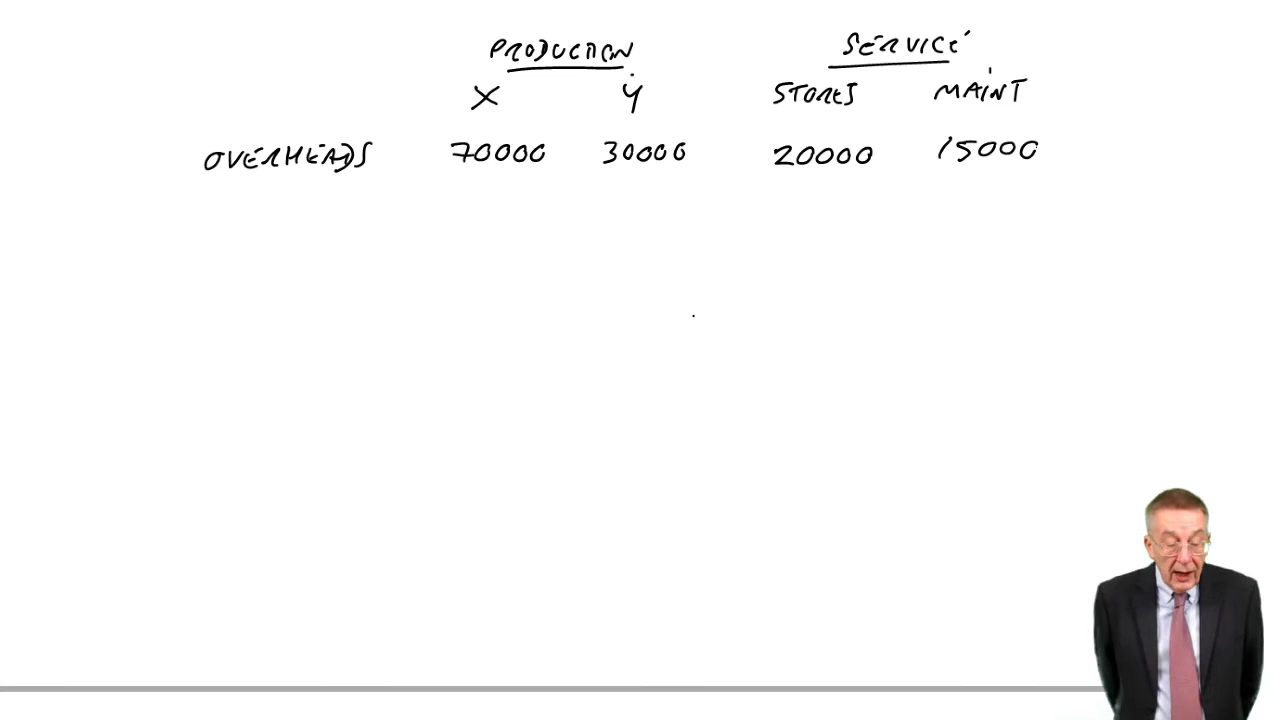 PRODUCTION SERVICE
X Y STORES MAINT
OVERHEADS 70000 30000 20000 15000